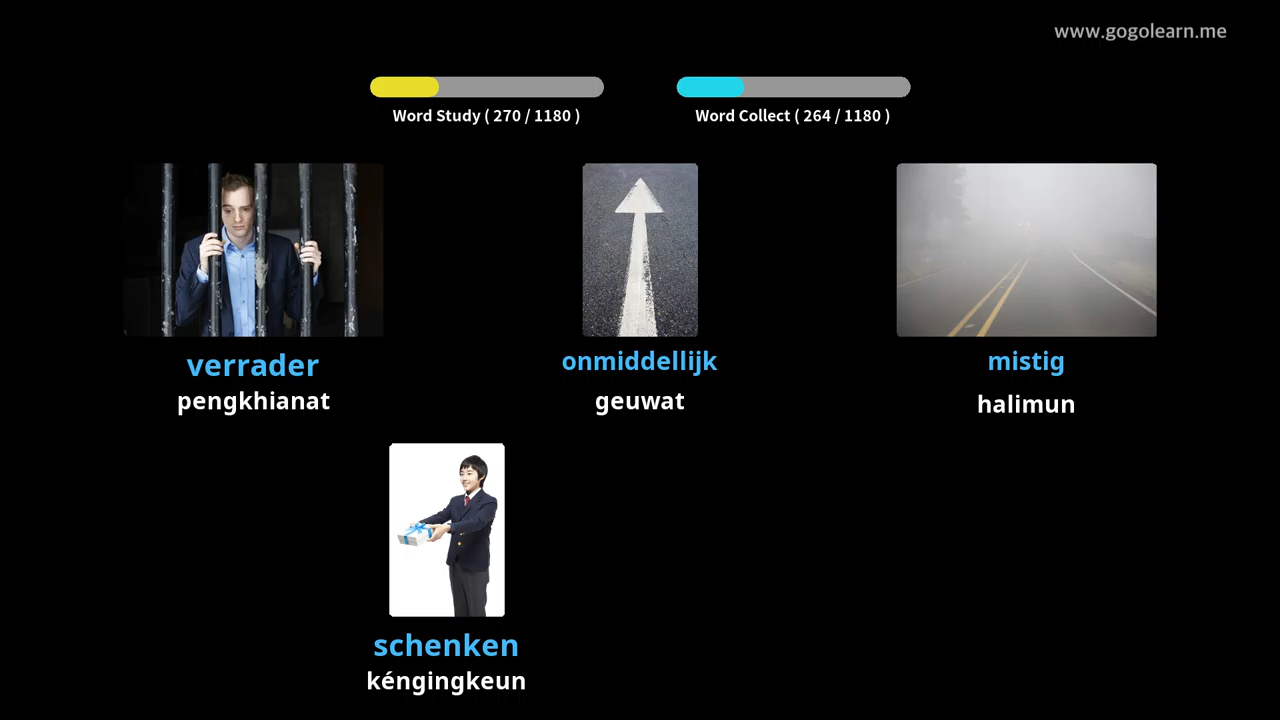 www.gogolearn.me
Word Study ( 270 / 1180 )
Word Collect ( 264 / 1180 )
verrader
pengkhianat
onmiddellijk
geuwat
mistig
halimun
schenken
kéngingkeun